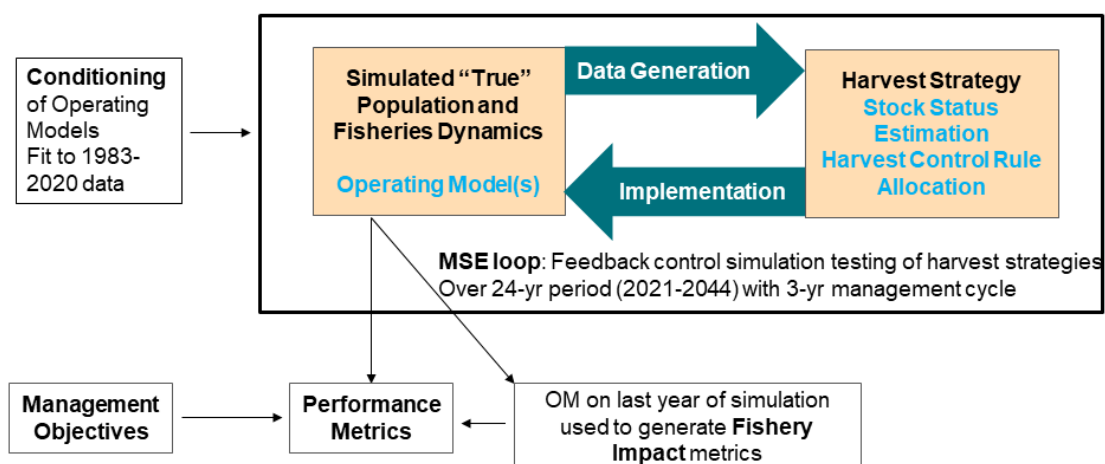 Conditioning
of Operating
Models
Fit to 1983-
2020 data
Simulated “True”
Population and
Fisheries Dynamics
Operating Model(s)
Data Generation
Implementation
Harvest Strategy
Stock Status
Estimation
Harvest Control Rule
Allocation
MSE loop: Feedback control simulation testing of harvest strategies
Over 24-yr period (2021-2044) with 3-yr management cycle
Management
Objectives
Performance
Metrics
OM on last year of simulation
used to generate Fishery
Impact metrics